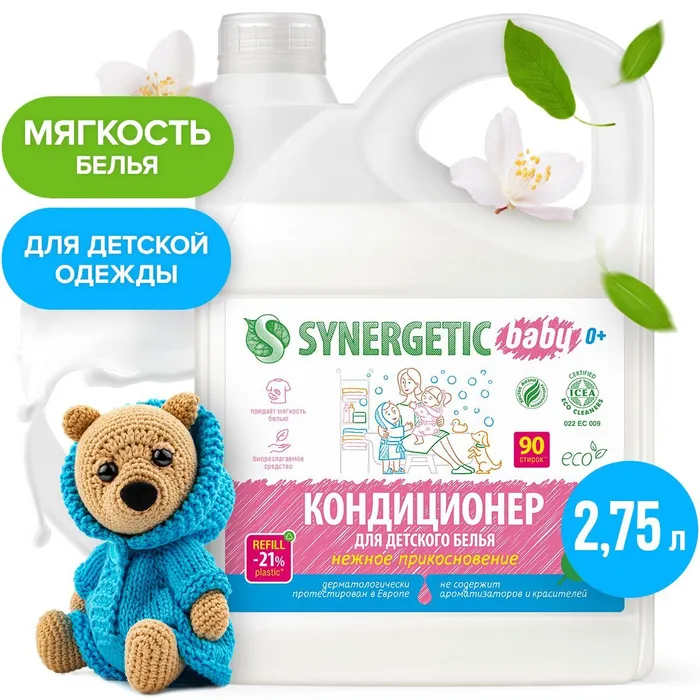 МЯГКОСТЬ
БЕЛЬЯ
ДЛЯ ДЕТСКОЙ
ОДЕЖДЫ
SYNERGETIC baby 0+
придаёт мягкость
белью
биоразлагаемое
средство
CERTIFIED
ICEA
ECO CLEANERS
022 EC 009
90
стирок**
eco
КОНДИЦИОНЕР
ДЛЯ ДЕТСКОГО БЕЛЬЯ
нежное прикосновение
REFILL
-21%
plastic*
дерматологически
протестирован в Европе
не содержит
ароматизаторов и красителей
2,75 л